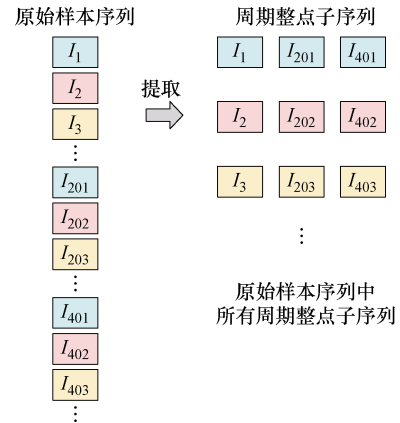 原始样本序列
I1
I2
I3
⋮
I201
I202
I203
⋮
I401
I402
I403
⋮
提取
周期整点子序列
I1 I201 I401
I2 I202 I402
I3 I203 I403
⋮
原始样本序列中
所有周期整点子序列